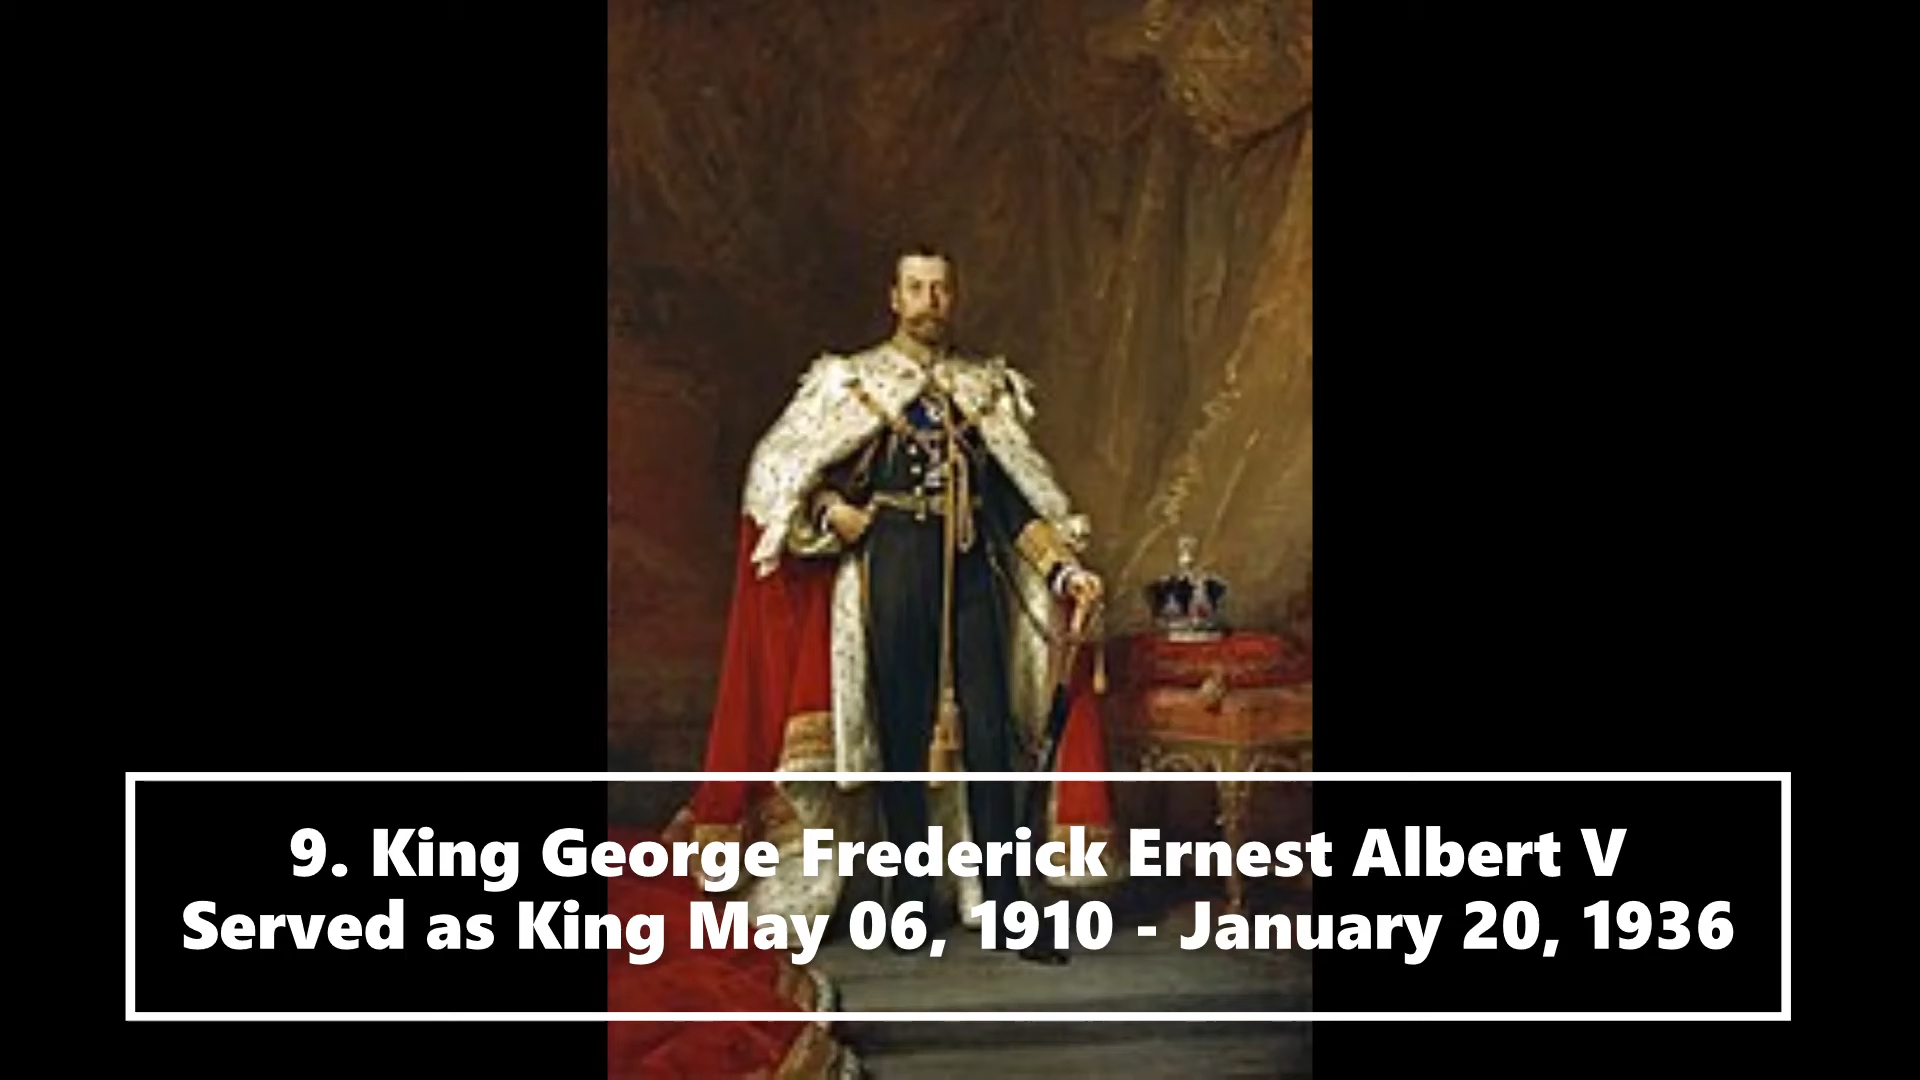 9. King George Frederick Ernest Albert V
Served as King May 06, 1910 - January 20, 1936